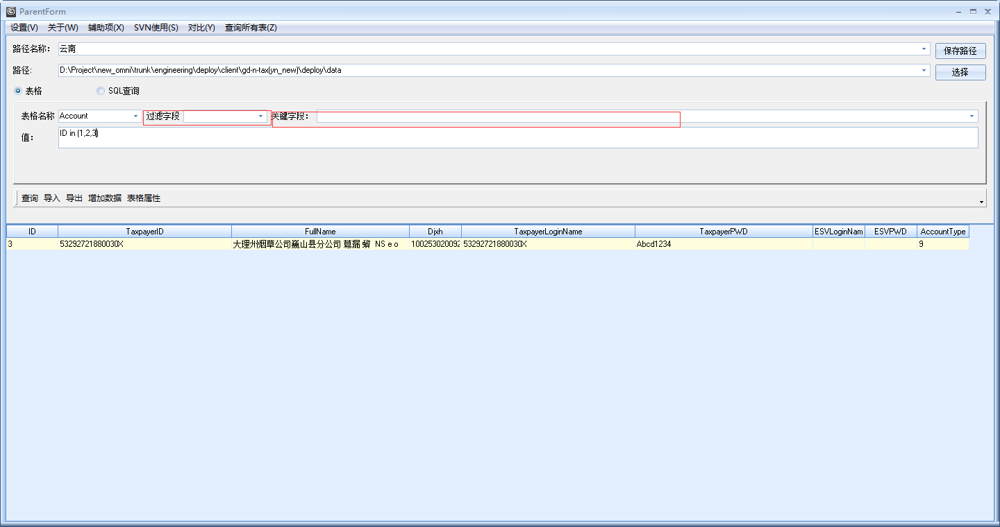 ParentForm
设置(V) 关于(W) 辅助项(X) SVN使用(S) 对比(Y) 查询所有表(Z)
路径名称: 云南 保存路径
路径: D:\Project\new_omni\trunk\engineering\deploy\client\gd-n-tax(yn_new)\deploy\data 选择
表格 SQL查询
表格名称 Account 过滤字段 关键字段:
值: ID in (1,2,3)
查询 导入 导出 增加数据 表格属性
ID TaxpayerID FullName Djxh TaxpayerLoginName TaxpayerPWD ESVLoginNam ESVPWD AccountType
3 53292721880030X 大理州烟草公司巍山县分公司 NS e o 100253020092 53292721880030X Abcd1234 9